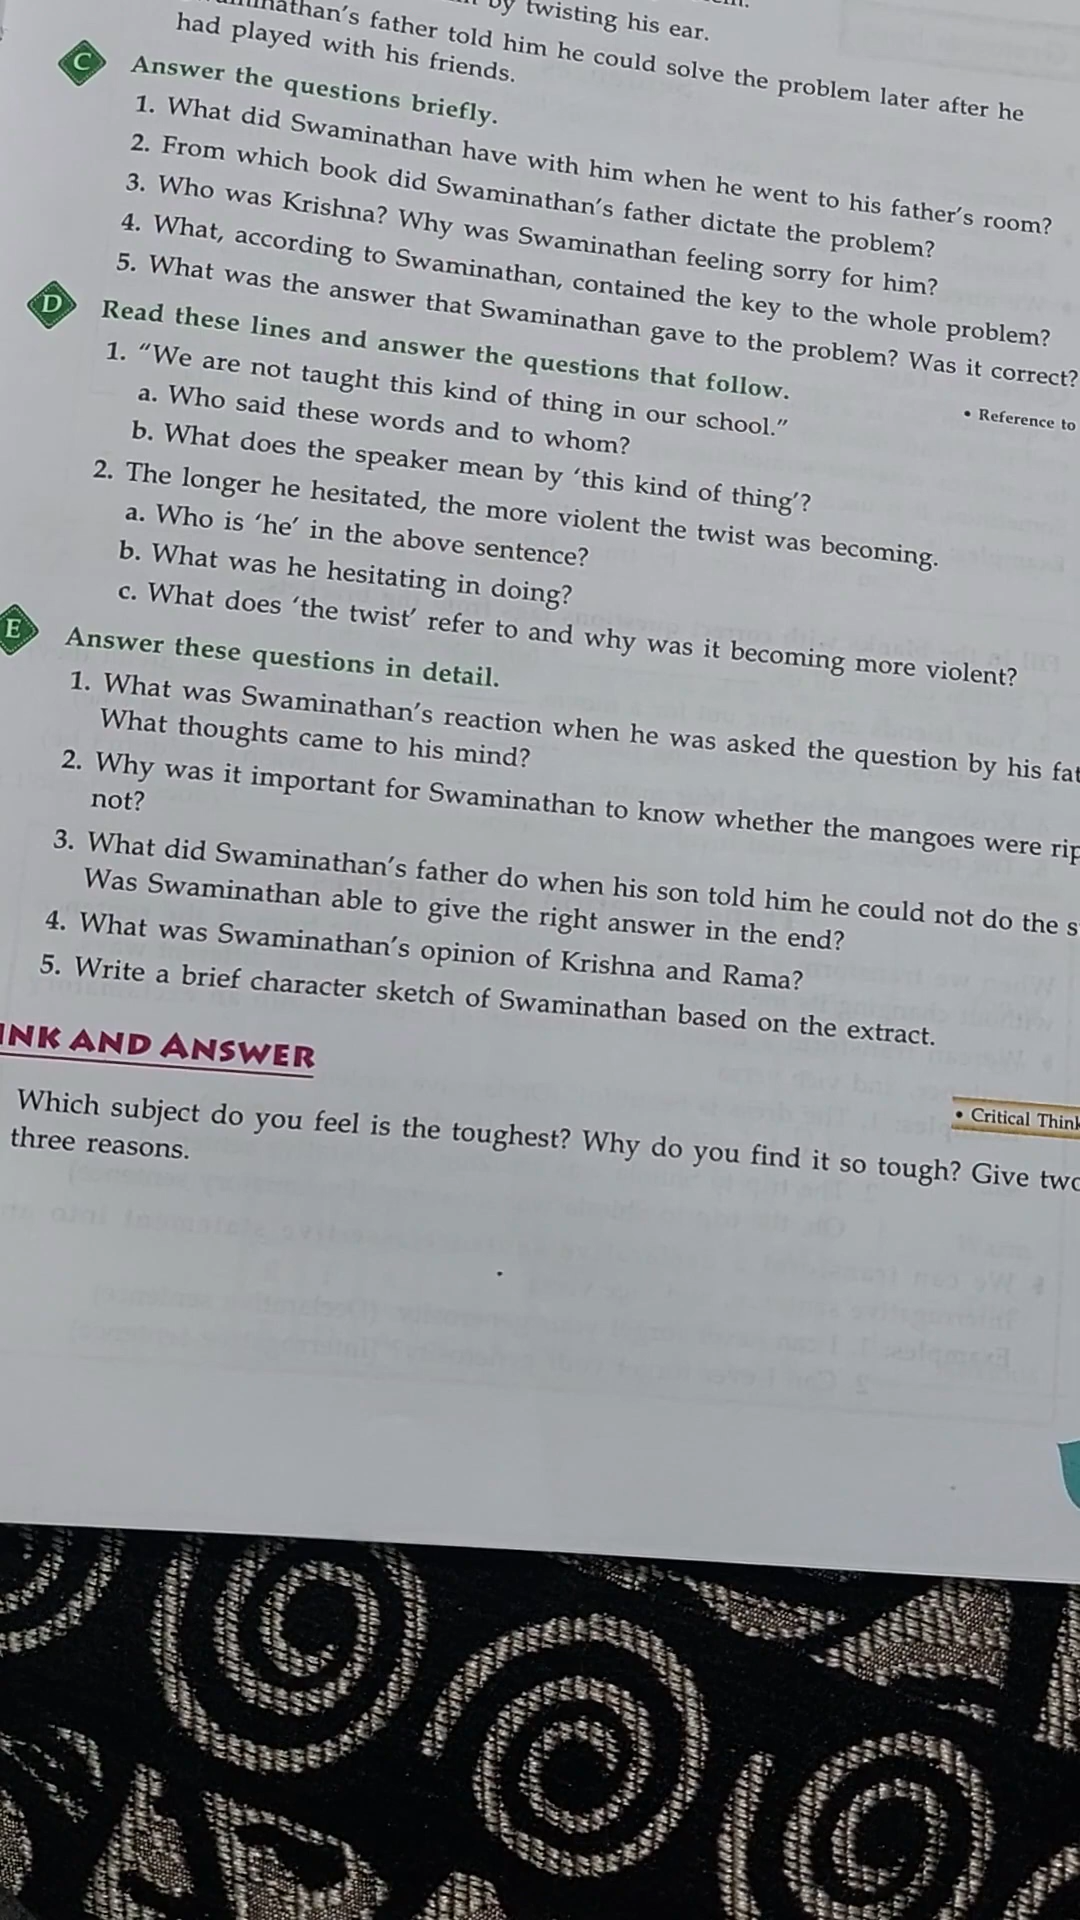 by twisting his ear.
father told him he could solve the problem later after he
had played with his friends.
C Answer the questions briefly.
1. What did Swaminathan have with him when he went to his father's room?
2. From which book did Swaminathan's father dictate the problem?
3. Who was Krishna? Why was Swaminathan feeling sorry for him?
4. What, according to Swaminathan, contained the key to the whole problem?
5. What was the answer that Swaminathan gave to the problem? Was it correct?
D Read these lines and answer the questions that follow.
• Reference to
1. "We are not taught this kind of thing in our school."
a. Who said these words and to whom?
b. What does the speaker mean by 'this kind of thing'?
2. The longer he hesitated, the more violent the twist was becoming.
a. Who is 'he' in the above sentence?
b. What was he hesitating in doing?
c. What does 'the twist' refer to and why was it becoming more violent?
E Answer these questions in detail.
1. What was Swaminathan's reaction when he was asked the question by his fat
What thoughts came to his mind?
2. Why was it important for Swaminathan to know whether the mangoes were rip
not?
3. What did Swaminathan's father do when his son told him he could not do the s
Was Swaminathan able to give the right answer in the end?
4. What was Swaminathan's opinion of Krishna and Rama?
5. Write a brief character sketch of Swaminathan based on the extract.
INK AND ANSWER
• Critical Think
Which subject do you feel is the toughest? Why do you find it so tough? Give two
three reasons.